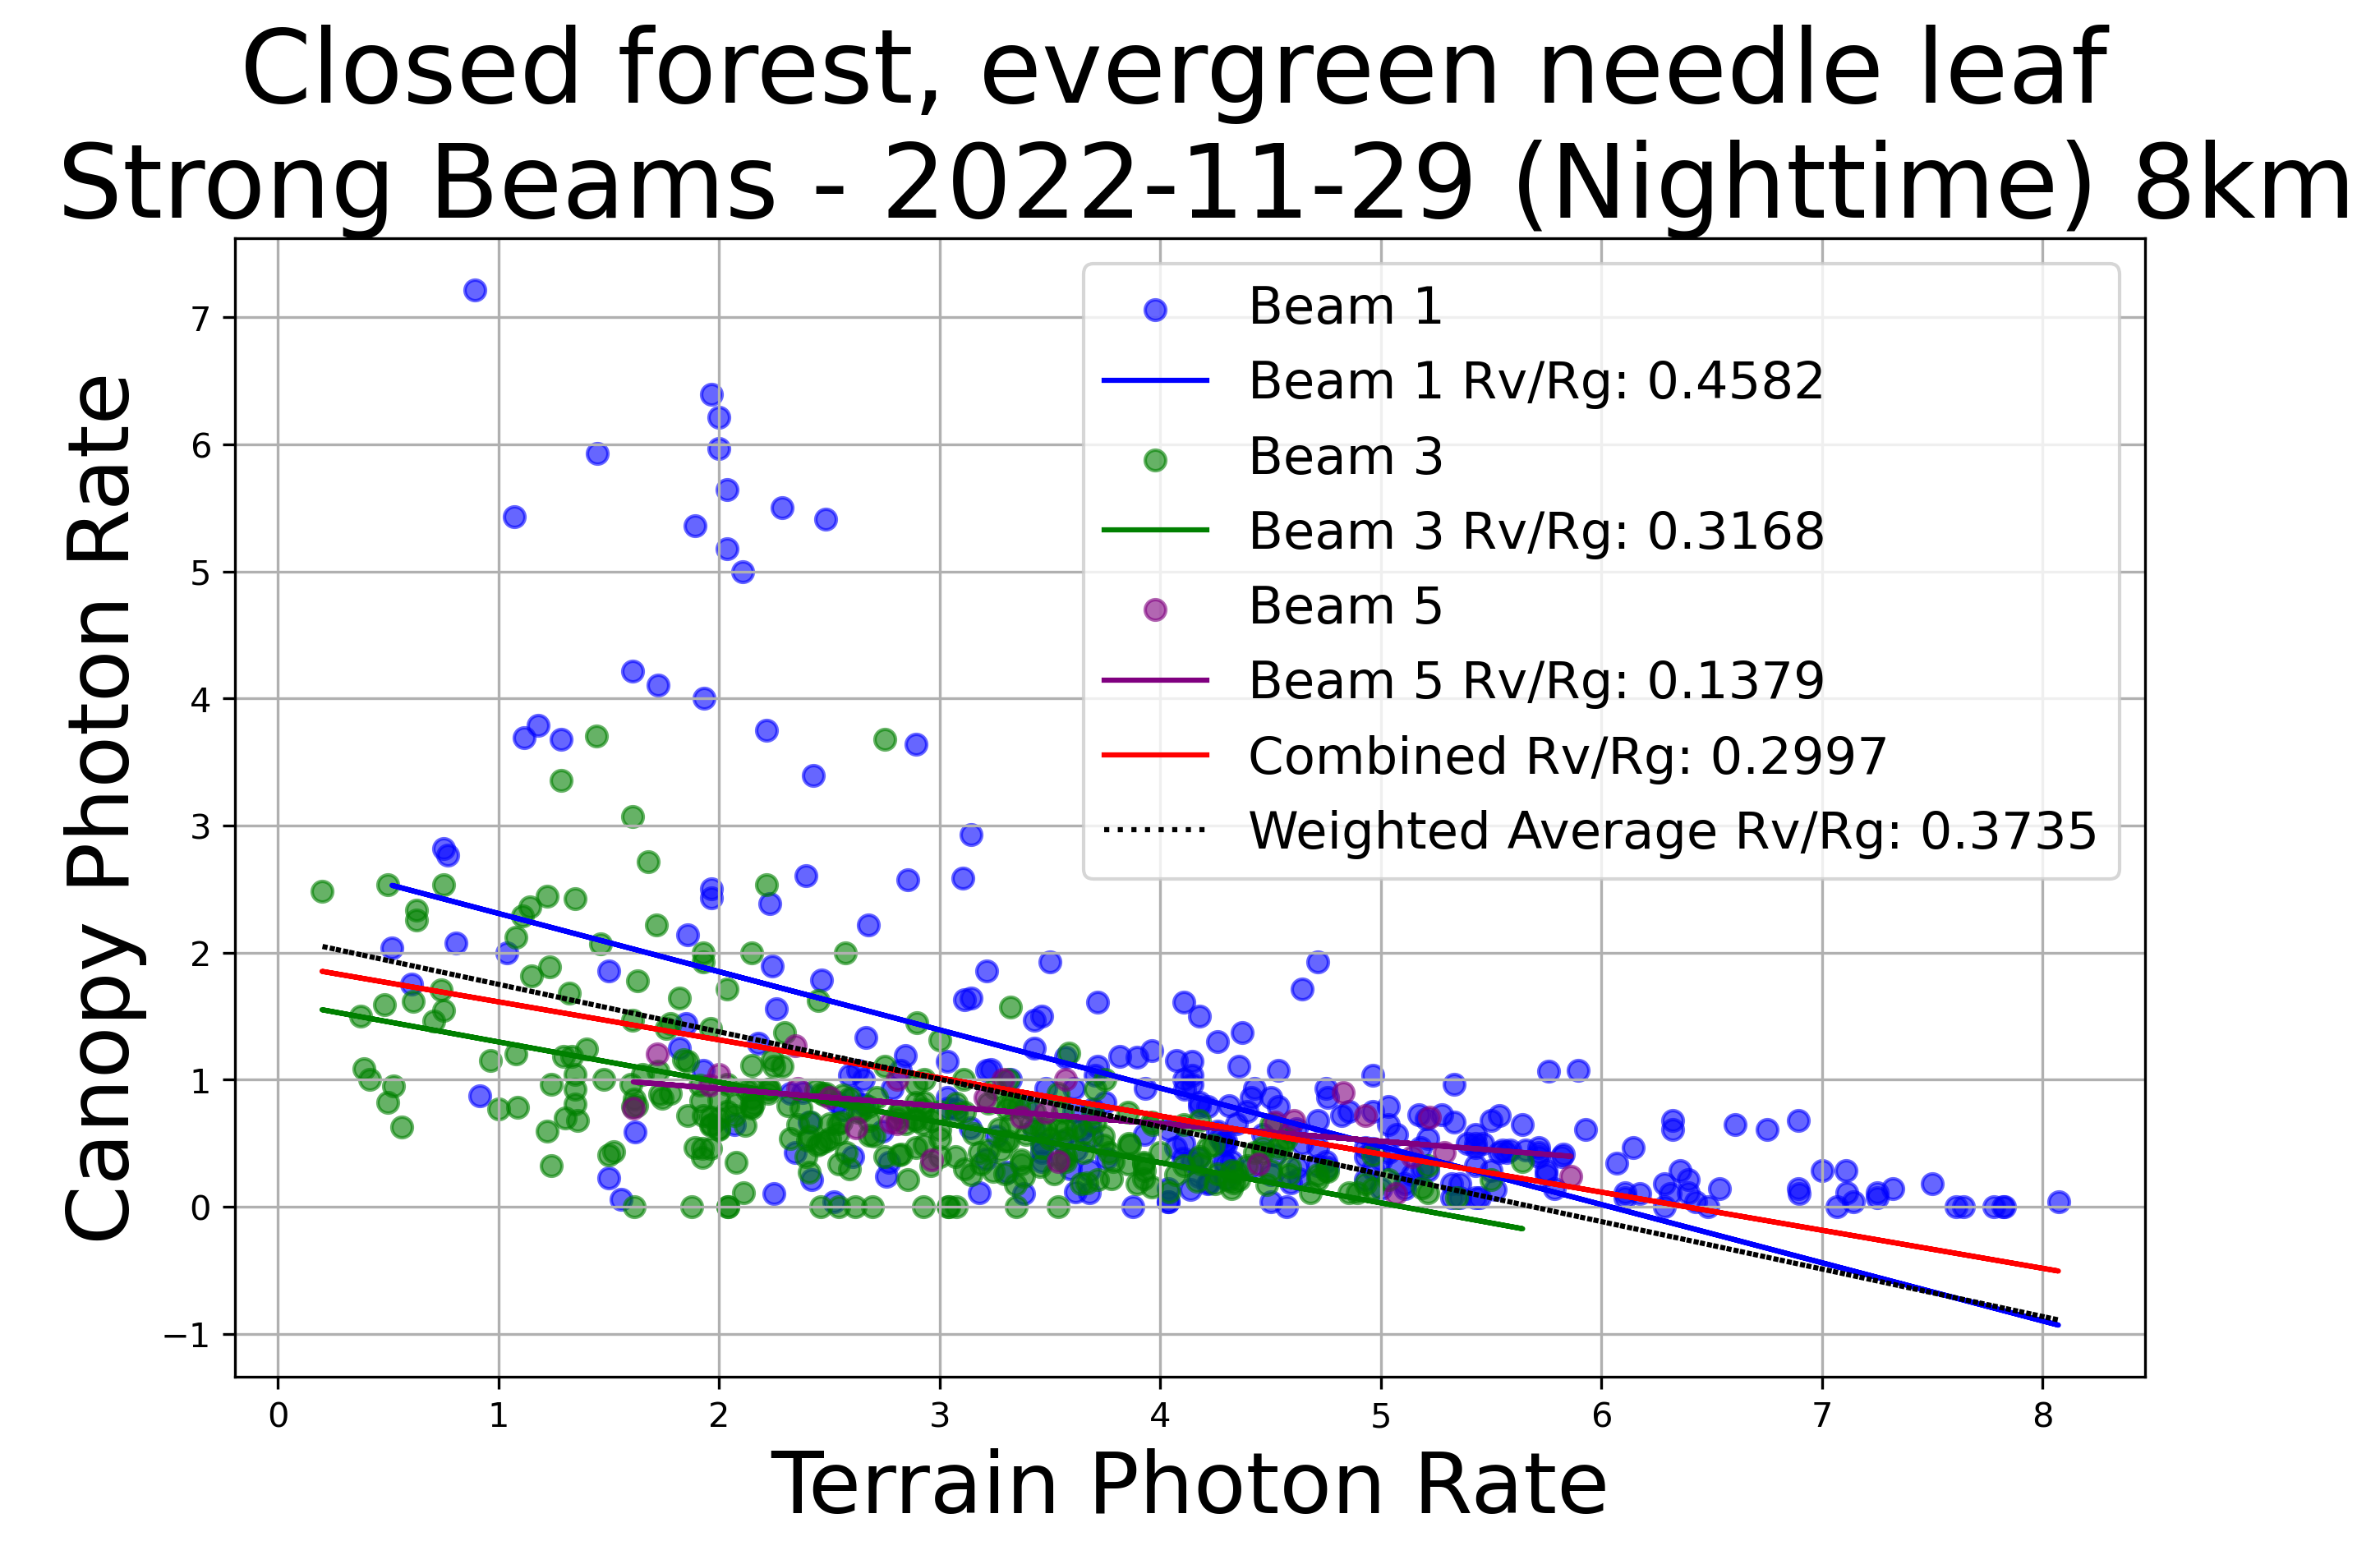 Closed forest, evergreen needle leaf
Strong Beams - 2022-11-29 (Nighttime) 8km
Canopy Photon Rate
7
6
5
4
3
2
1
0
−1
Beam 1
Beam 1 Rv/Rg: 0.4582
Beam 3
Beam 3 Rv/Rg: 0.3168
Beam 5
Beam 5 Rv/Rg: 0.1379
Combined Rv/Rg: 0.2997
Weighted Average Rv/Rg: 0.3735
0 1 2 3 4 5 6 7 8
Terrain Photon Rate